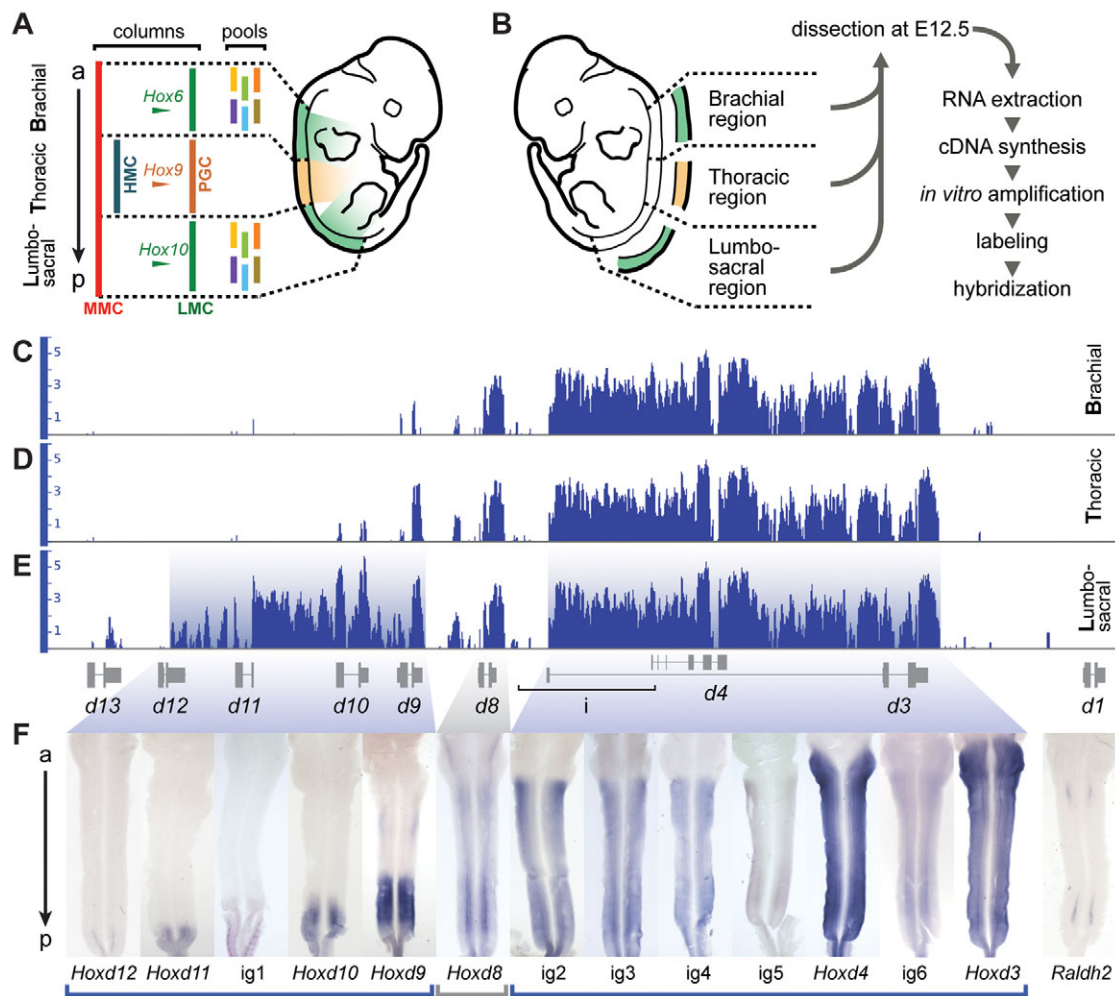 A
columns
pools
a
p
Brachial
Thoracic
Lumbo-
sacral
Hox6
HMC
Hox9
PGC
Hox10
MMC
LMC
B
dissection at E12.5
Brachial
region
Thoracic
region
Lumbo-
sacral
region
RNA extraction
cDNA synthesis
in vitro amplification
labeling
hybridization
C
5
3
1
Brachial
D
5
3
1
Thoracic
E
5
3
1
Lumbo-
sacral
d13 d12 d11 d10 d9 d8 i d4 d3 d1
F
a
p
Hoxd12 Hoxd11 ig1 Hoxd10 Hoxd9 Hoxd8 ig2 ig3 ig4 ig5 Hoxd4 ig6 Hoxd3 Raldh2